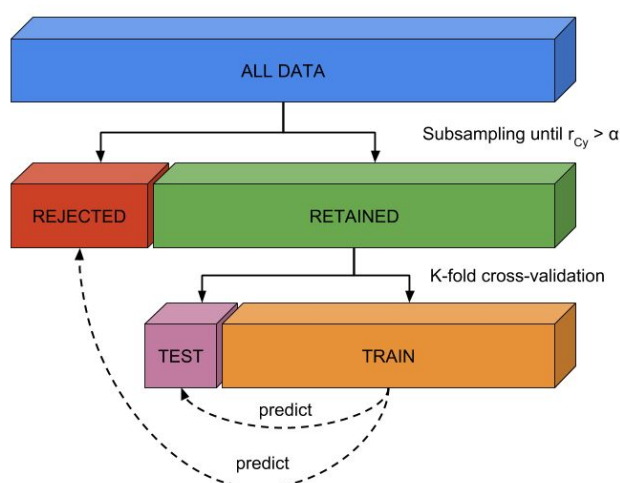 ALL DATA
Subsampling until r_Cy > α
REJECTED
RETAINED
K-fold cross-validation
TEST
TRAIN
predict
predict